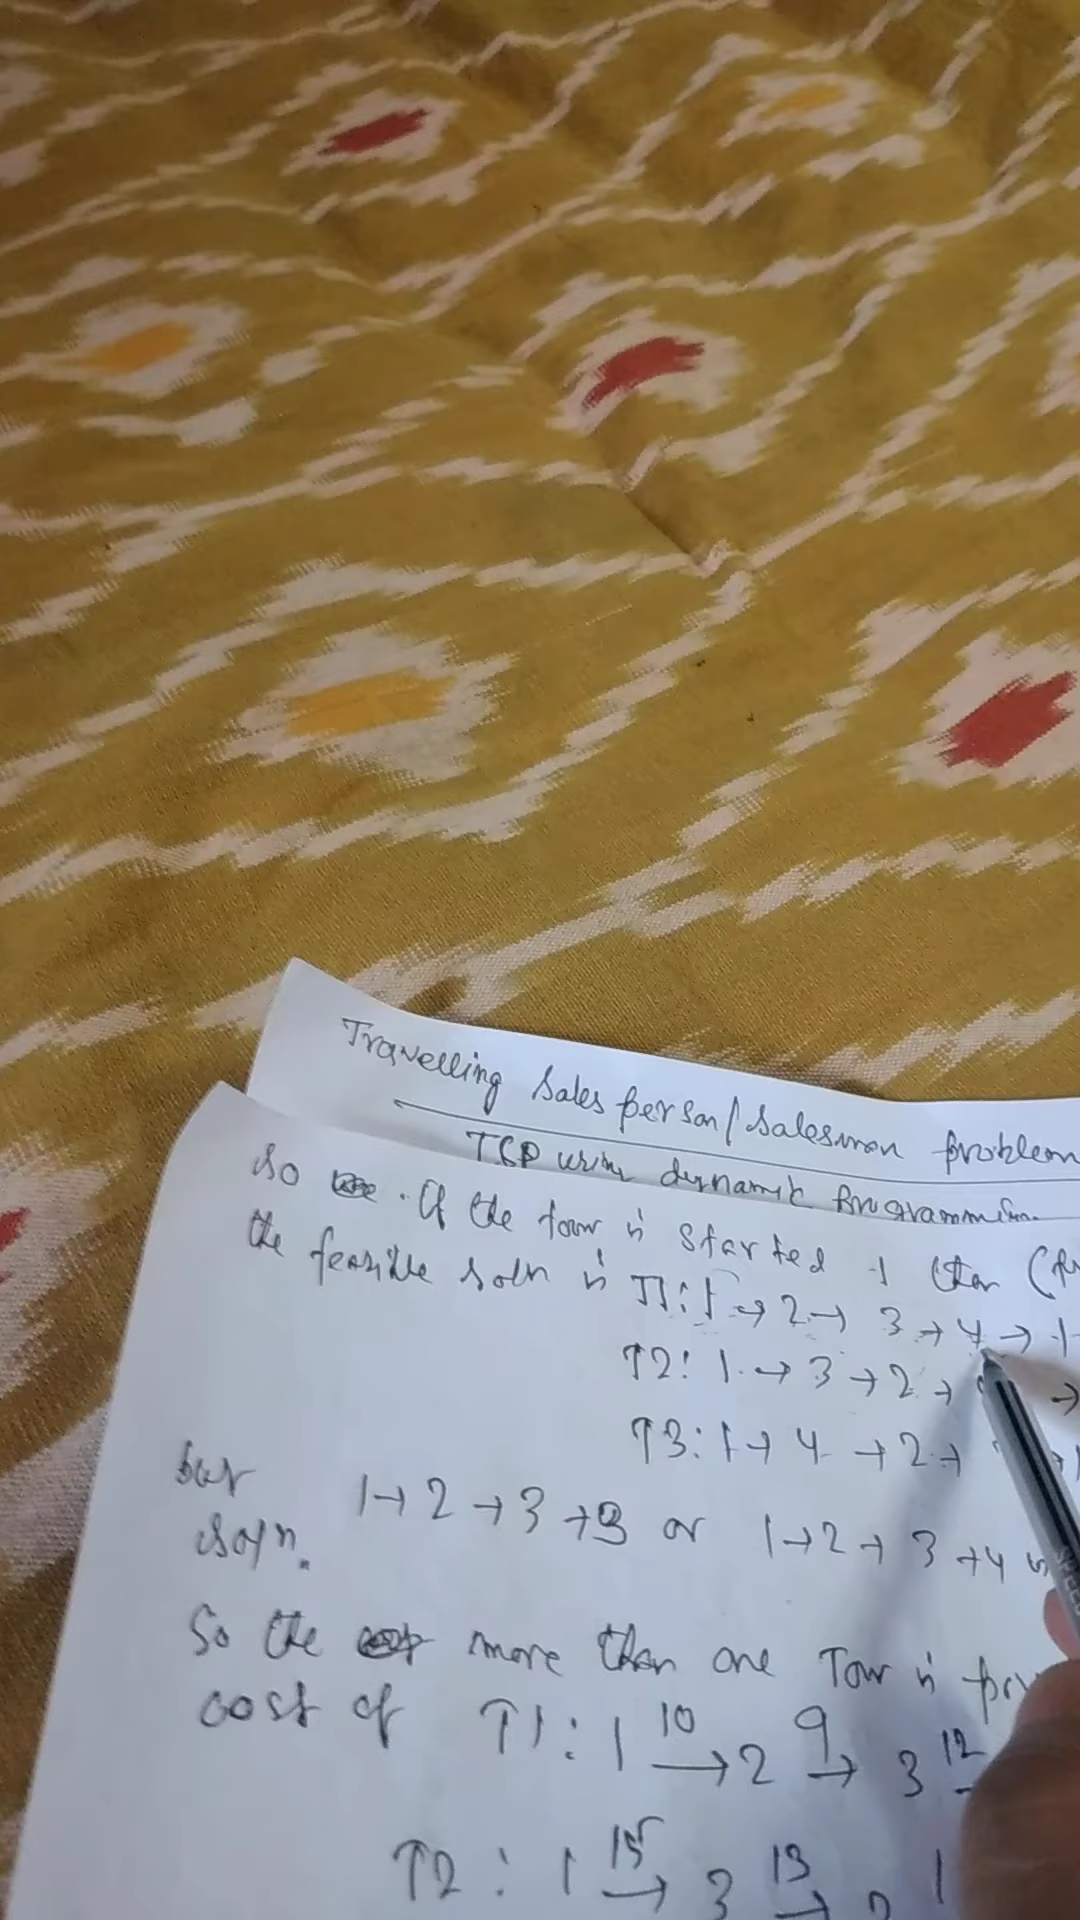 Travelling Sales person/Salesman problem
TSP using dynamic Programming
So . If the tour is started 1 then
the feasible soln is T1: 1 → 2 → 3 → 4 → 1
T2: 1 → 3 → 2 → →
T3: 1 → 4 → 2 →
but 1 → 2 → 3 → 3 or 1 → 2 → 3 → 4
soln.
So the more than one Tour is
cost of T1: 1 10→ 2 9→ 3 12
T2: 1 15→ 3 13→ 2 1